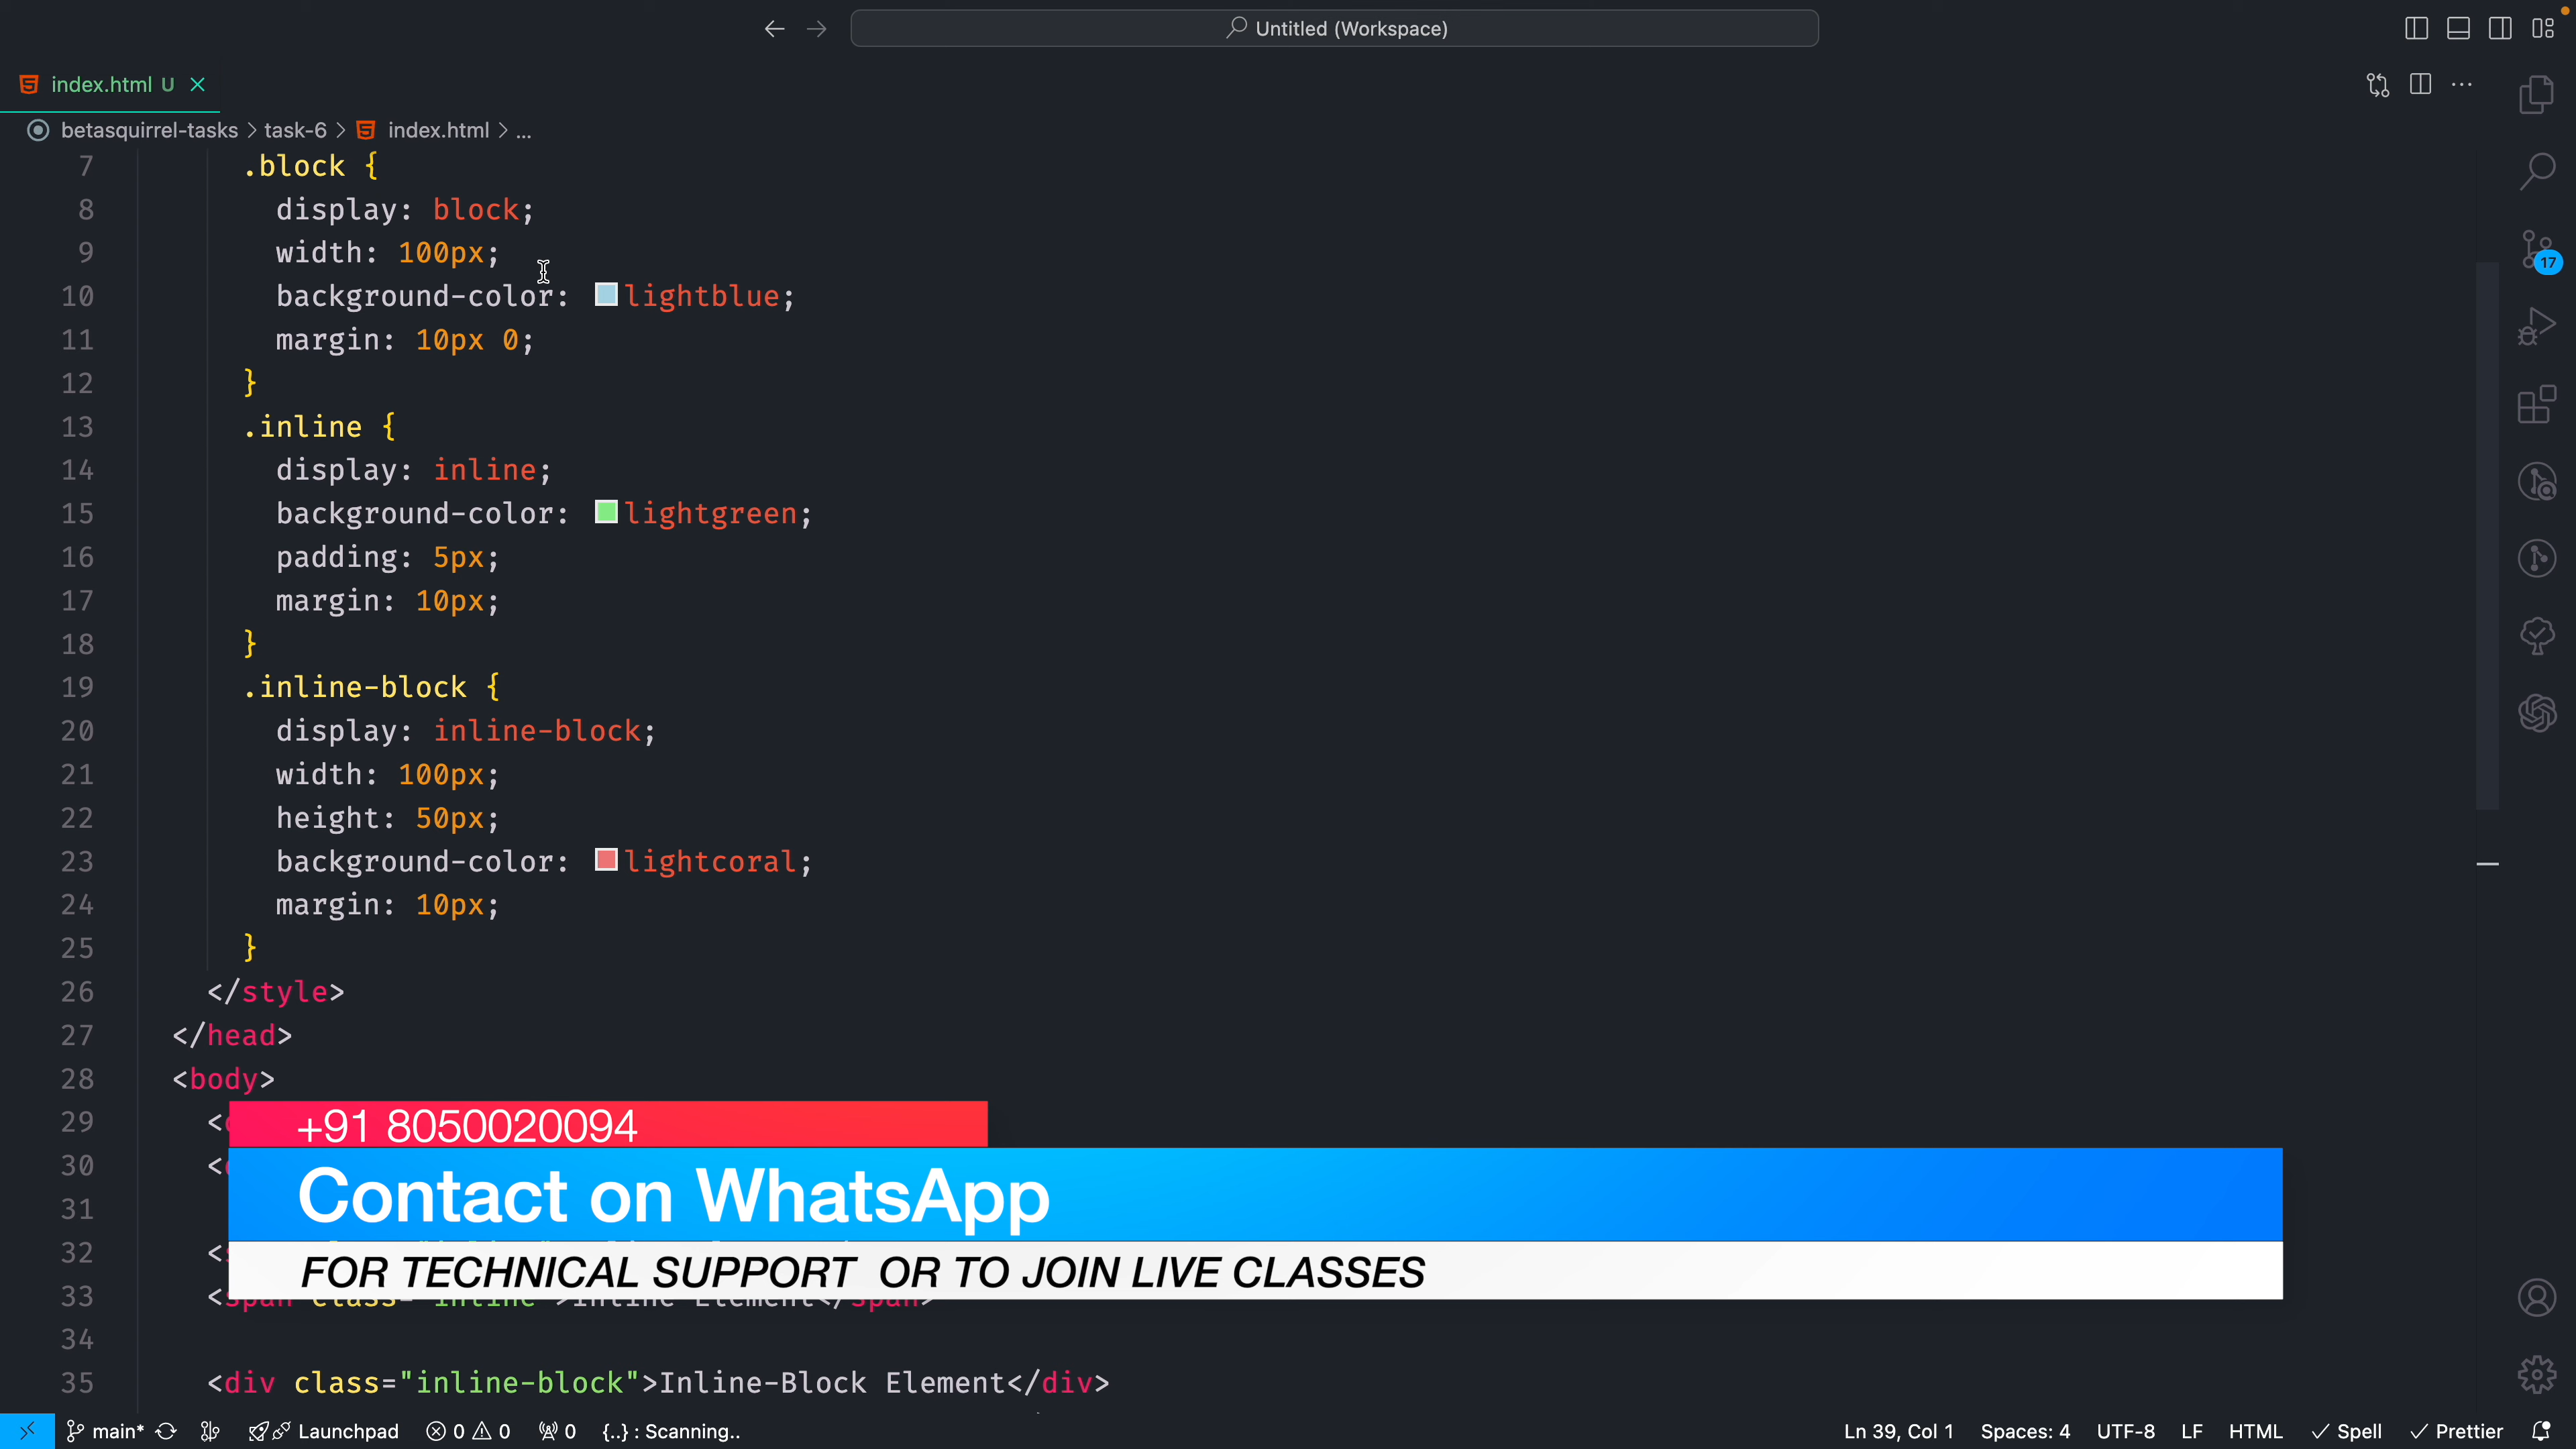 Untitled (Workspace)
index.html U
betasquirrel-tasks > task-6 > index.html > ...
7 .block {
8 display: block;
9 width: 100px;
10 background-color: lightblue;
11 margin: 10px 0;
12 }
13 .inline {
14 display: inline;
15 background-color: lightgreen;
16 padding: 5px;
17 margin: 10px;
18 }
19 .inline-block {
20 display: inline-block;
21 width: 100px;
22 height: 50px;
23 background-color: lightcoral;
24 margin: 10px;
25 }
26 </style>
27 </head>
28 <body>
29 <
30 <
31
32 <
33 <span class="inline">Inline Element</span>
34
35 <div class="inline-block">Inline-Block Element</div>
+91 8050020094
Contact on WhatsApp
FOR TECHNICAL SUPPORT OR TO JOIN LIVE CLASSES
17
main* Launchpad 0 0 0 {..} : Scanning.. Ln 39, Col 1 Spaces: 4 UTF-8 LF HTML Spell Prettier